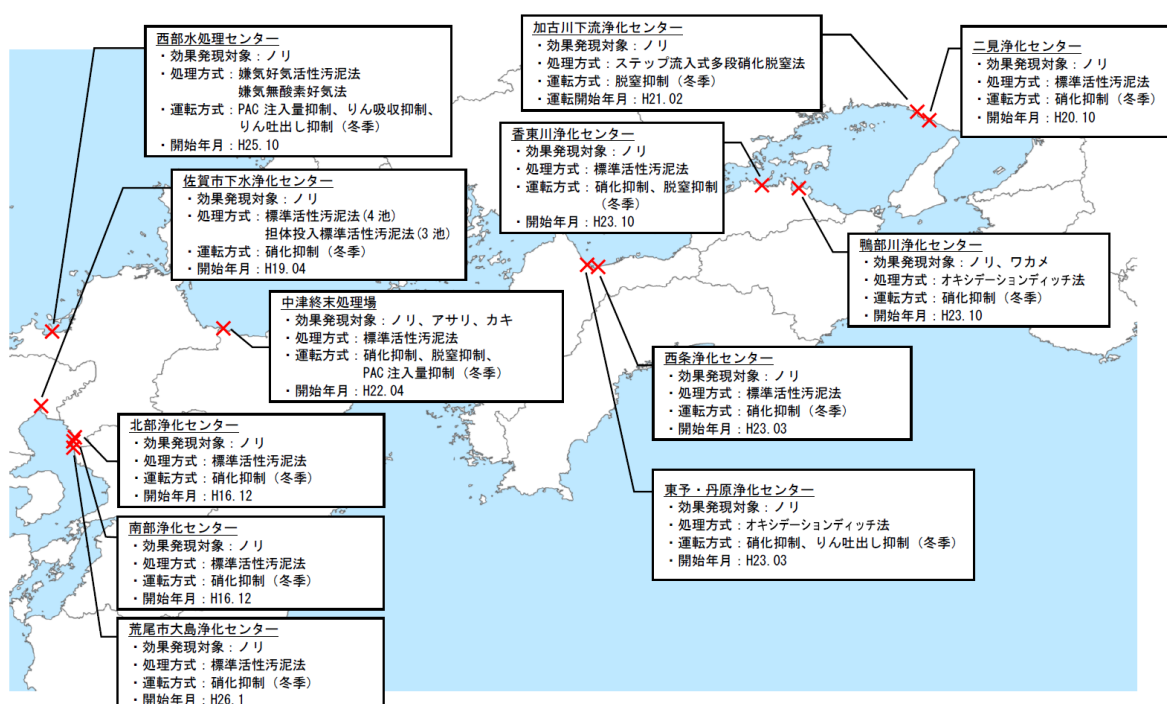 西部水処理センター
・効果発現対象：ノリ
・処理方式：嫌気好気活性汚泥法
嫌気無酸素好気法
・運転方式：PAC 注入量抑制、りん吸収抑制、
りん吐出し抑制（冬季）
・開始年月：H25.10
加古川下流浄化センター
・効果発現対象：ノリ
・処理方式：ステップ流入式多段硝化脱窒法
・運転方式：脱窒抑制（冬季）
・運転開始年月：H21.02
二見浄化センター
・効果発現対象：ノリ
・処理方式：標準活性汚泥法
・運転方式：硝化抑制（冬季）
・開始年月：H20.10
香東川浄化センター
・効果発現対象：ノリ
・処理方式：標準活性汚泥法
・運転方式：硝化抑制、脱窒抑制
（冬季）
・開始年月：H23.10
佐賀市下水浄化センター
・効果発現対象：ノリ
・処理方式：標準活性汚泥法(4 池)
担体投入標準活性汚泥法(3 池)
・運転方式：硝化抑制（冬季）
・開始年月：H19.04
鴨部川浄化センター
・効果発現対象：ノリ、ワカメ
・処理方式：オキシデーションディッチ法
・運転方式：硝化抑制（冬季）
・開始年月：H23.10
中津終末処理場
・効果発現対象：ノリ、アサリ、カキ
・処理方式：標準活性汚泥法
・運転方式：硝化抑制、脱窒抑制、
PAC 注入量抑制（冬季）
・開始年月：H22.04
西条浄化センター
・効果発現対象：ノリ
・処理方式：標準活性汚泥法
・運転方式：硝化抑制（冬季）
・開始年月：H23.03
北部浄化センター
・効果発現対象：ノリ
・処理方式：標準活性汚泥法
・運転方式：硝化抑制（冬季）
・開始年月：H16.12
東予・丹原浄化センター
・効果発現対象：ノリ
・処理方式：オキシデーションディッチ法
・運転方式：硝化抑制、りん吐出し抑制（冬季）
・開始年月：H23.03
南部浄化センター
・効果発現対象：ノリ
・処理方式：標準活性汚泥法
・運転方式：硝化抑制（冬季）
・開始年月：H16.12
荒尾市大島浄化センター
・効果発現対象：ノリ
・処理方式：標準活性汚泥法
・運転方式：硝化抑制（冬季）
・開始年月：H26.1